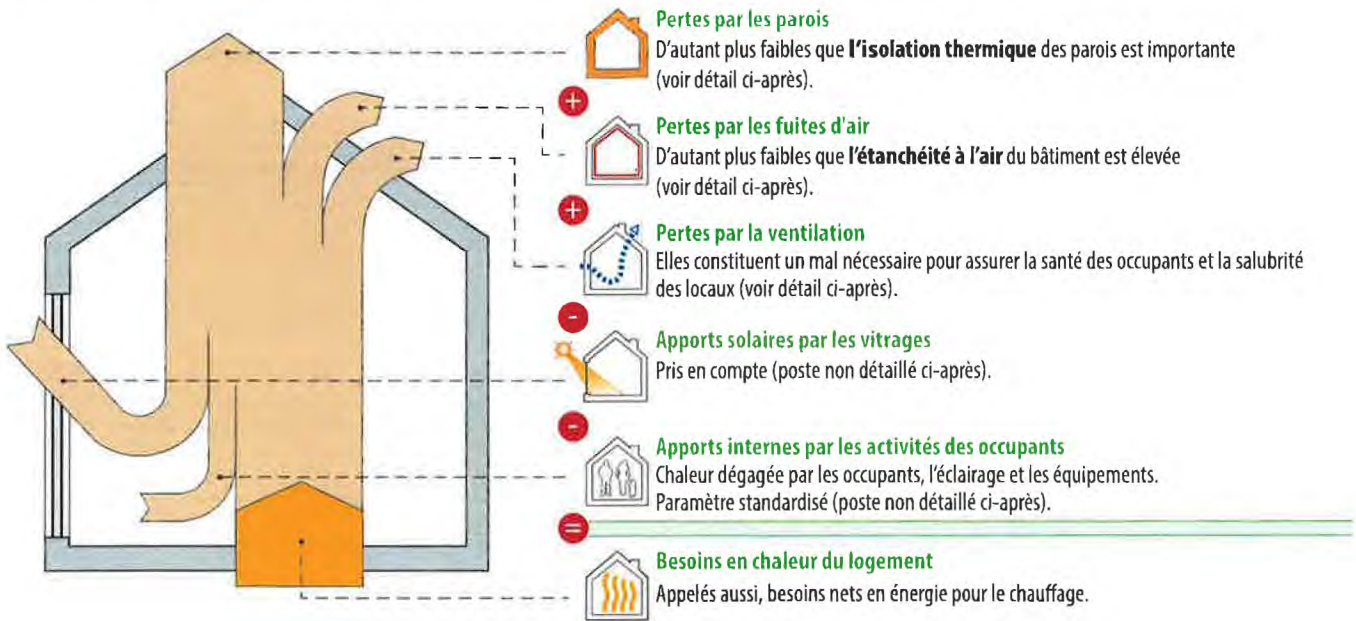 Pertes par les parois
D'autant plus faibles que l'isolation thermique des parois est importante
(voir détail ci-après).
+
Pertes par les fuites d'air
D'autant plus faibles que l'étanchéité à l'air du bâtiment est élevée
(voir détail ci-après).
+
Pertes par la ventilation
Elles constituent un mal nécessaire pour assurer la santé des occupants et la salubrité
des locaux (voir détail ci-après).
-
Apports solaires par les vitrages
Pris en compte (poste non détaillé ci-après).
-
Apports internes par les activités des occupants
Chaleur dégagée par les occupants, l'éclairage et les équipements.
Paramètre standardisé (poste non détaillé ci-après).
=
Besoins en chaleur du logement
Appelés aussi, besoins nets en énergie pour le chauffage.